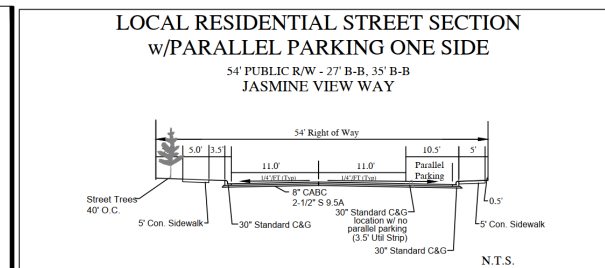 LOCAL RESIDENTIAL STREET SECTION
w/PARALLEL PARKING ONE SIDE
54' PUBLIC R/W - 27' B-B, 35' B-B
JASMINE VIEW WAY
54' Right of Way
5.0' 3.5' 10.5' 5'
11.0' 11.0' Parallel
Parking
1/4"/FT (Typ) 1/4"/FT (Typ)
8" CABC
2-1/2" S 9.5A
Street Trees
40' O.C.
0.5'
30" Standard C&G
location w/ no
parallel parking
(3.5' Util Strip)
5' Con. Sidewalk
30" Standard C&G
5' Con. Sidewalk
30" Standard C&G
N.T.S.